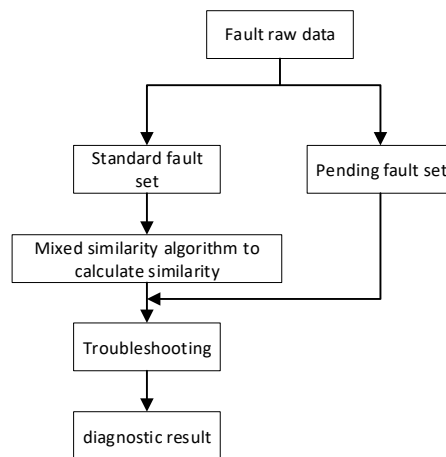 Fault raw data
Standard fault
set
Pending fault set
Mixed similarity algorithm to
calculate similarity
Troubleshooting
diagnostic result